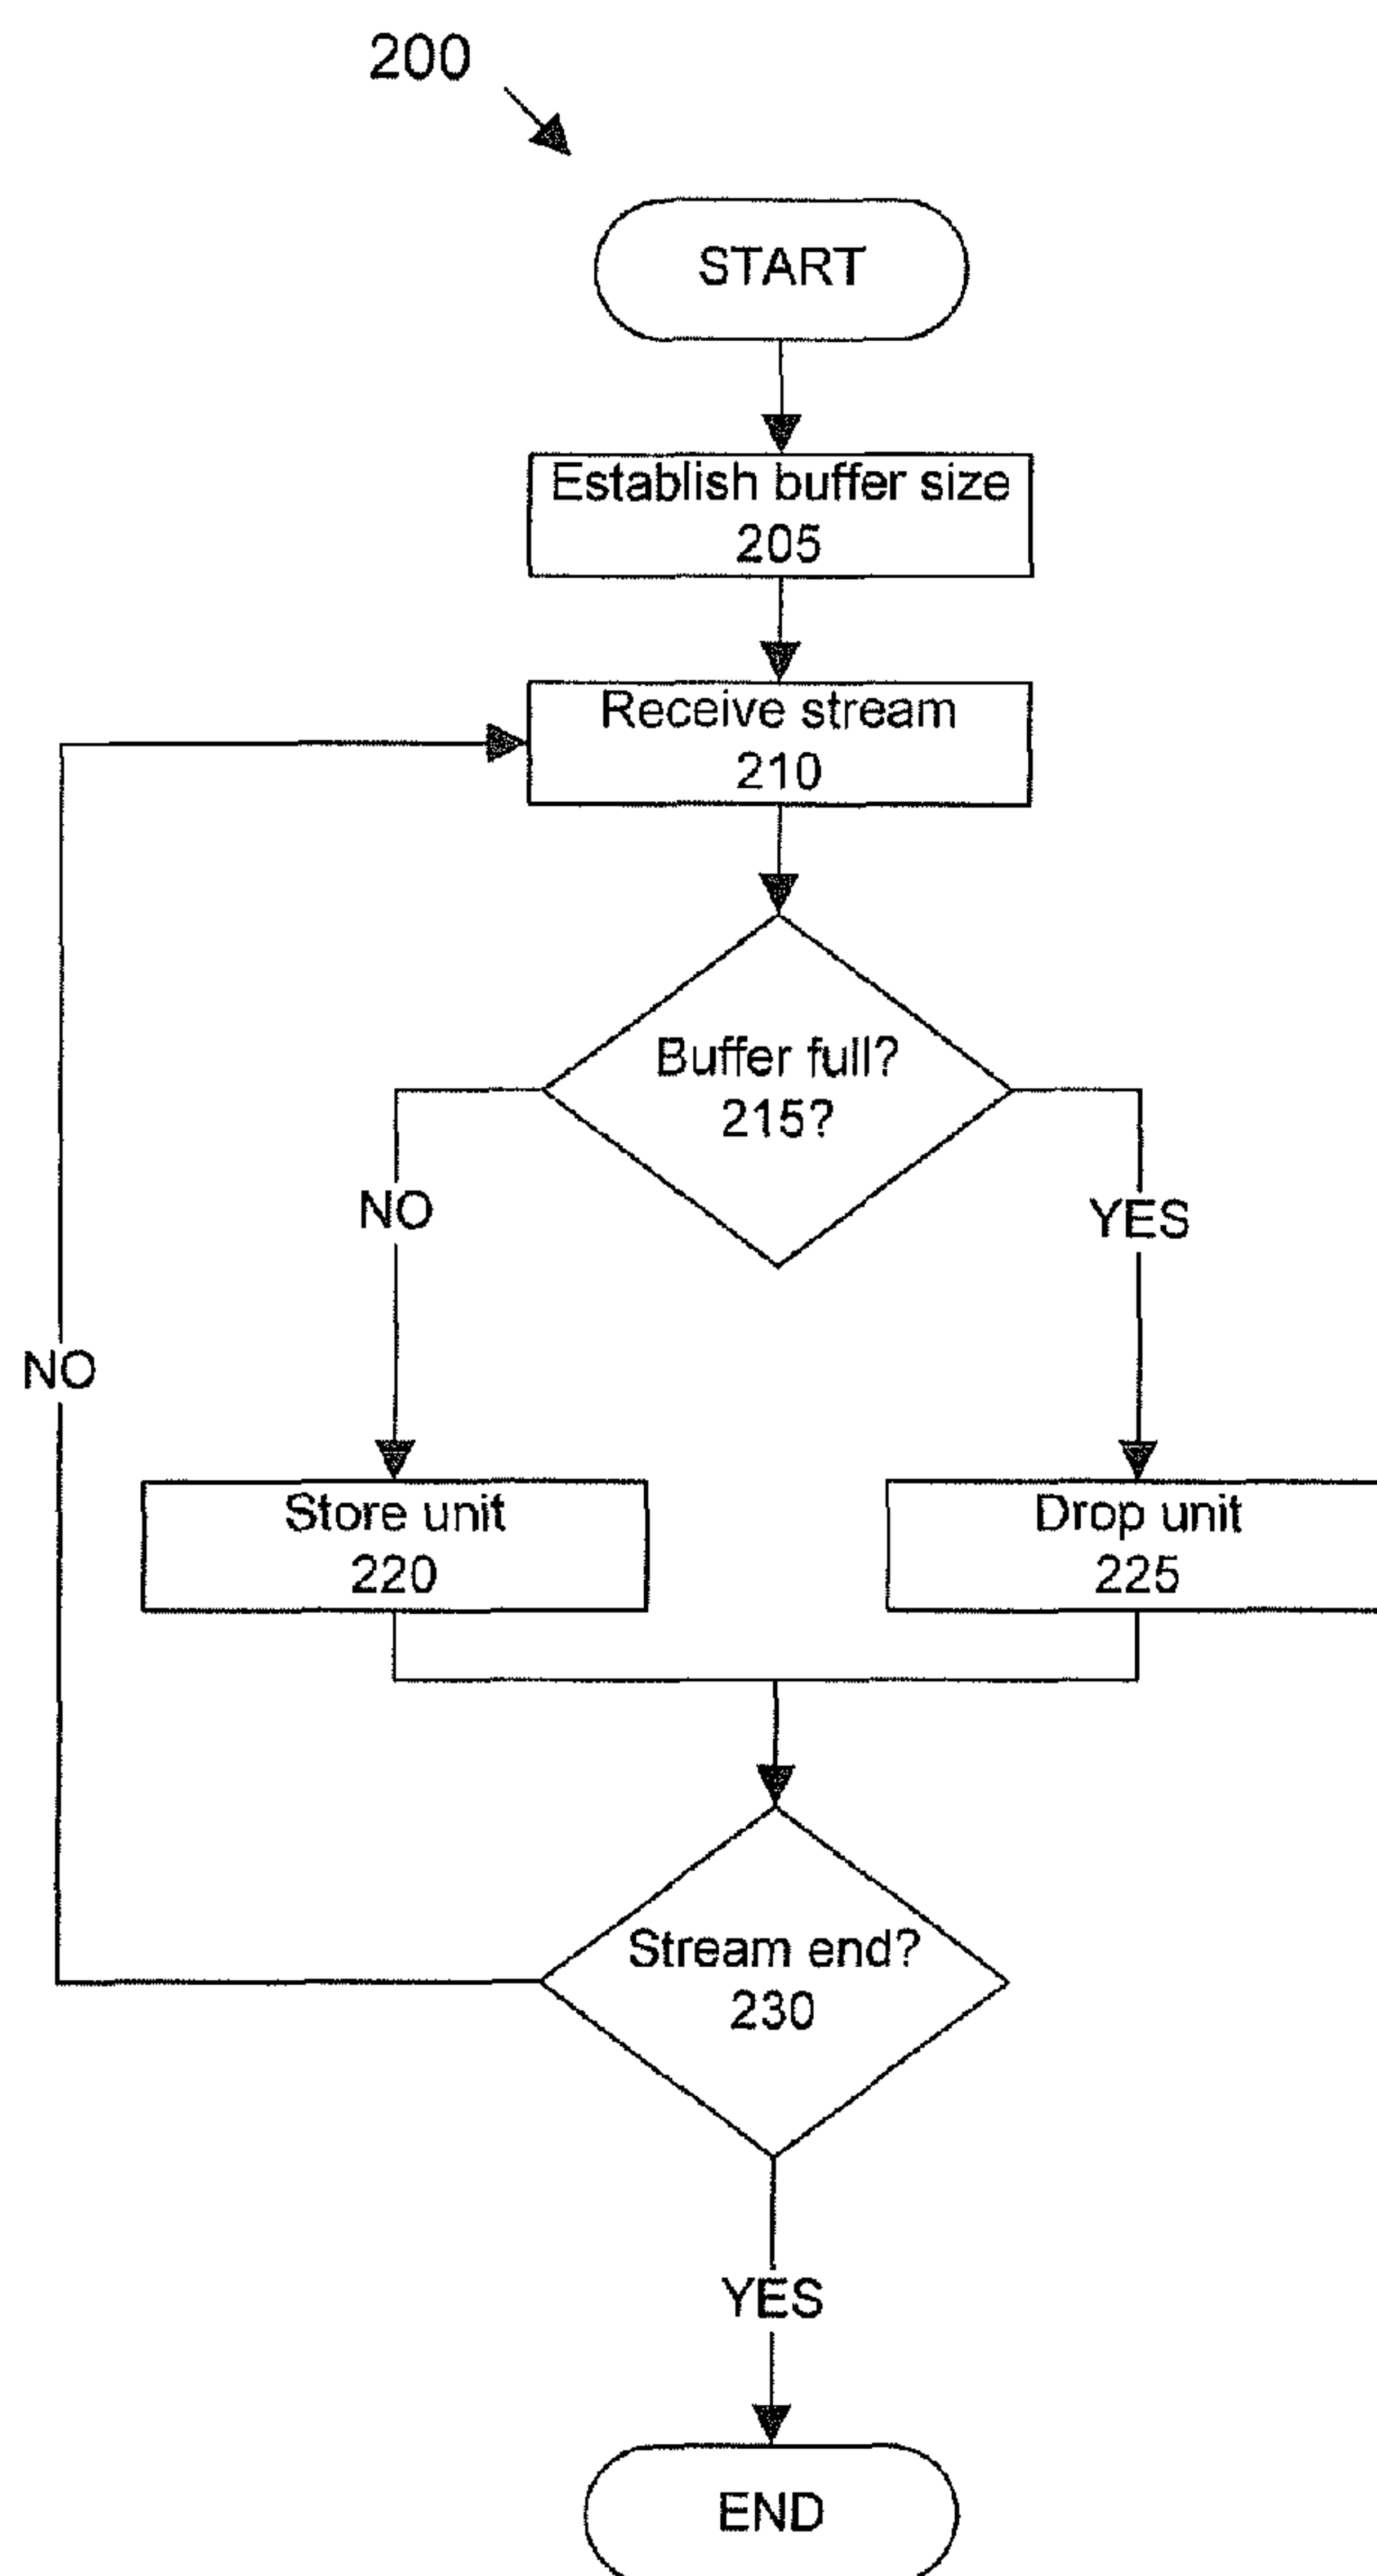 200
START
Establish buffer size
205
Receive stream
210
Buffer full?
215?
NO
YES
NO
Store unit
220
Drop unit
225
Stream end?
230
YES
END